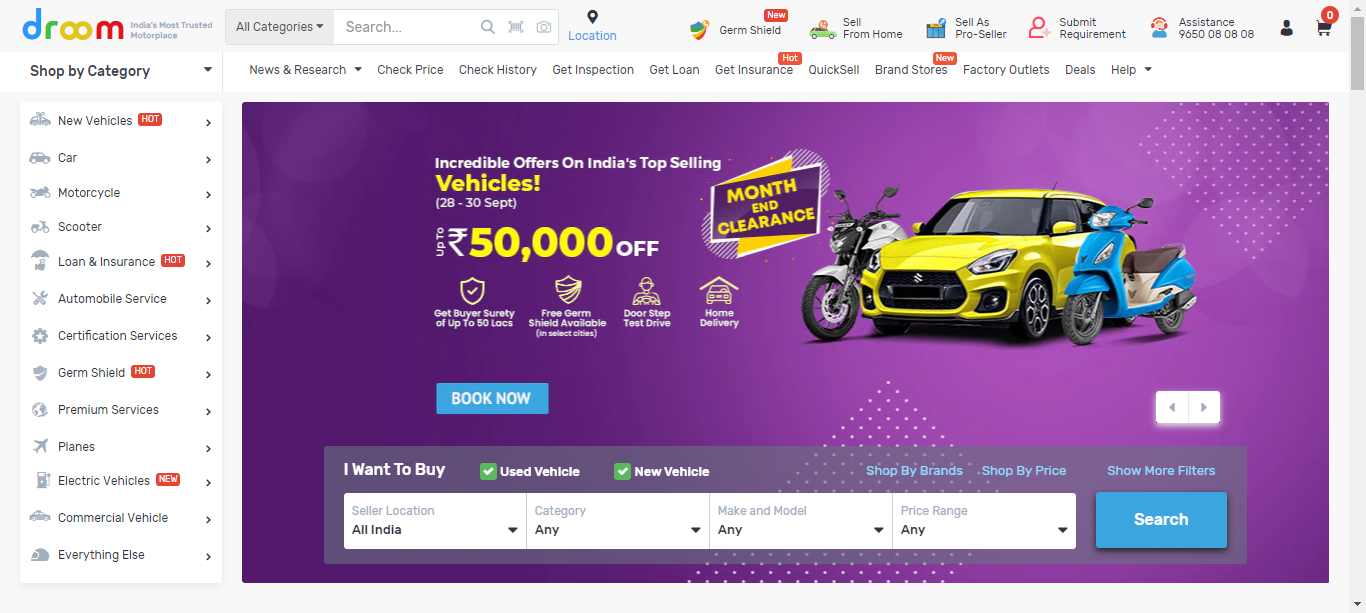 droom
India's Most Trusted
Motorplace
All Categories
Search...
Location
New
Germ Shield
Sell
From Home
Sell As
Pro-Seller
Submit
Requirement
Assistance
9650 08 08 08
0
Shop by Category
News & Research
Check Price
Check History
Get Inspection
Get Loan
Get Insurance
Hot
QuickSell
Brand Stores
New
Factory Outlets
Deals
Help
New Vehicles HOT
Car
Motorcycle
Scooter
Loan & Insurance HOT
Automobile Service
Certification Services
Germ Shield HOT
Premium Services
Planes
Electric Vehicles NEW
Commercial Vehicle
Everything Else
Incredible Offers On India's Top Selling
Vehicles!
(28 - 30 Sept)
UP TO ₹50,000 OFF
MONTH
END
CLEARANCE
Get Buyer Surety
of Up To 50 Lacs
Free Germ
Shield Available
(In select cities)
Door Step
Test Drive
Home
Delivery
BOOK NOW
I Want To Buy
Used Vehicle
New Vehicle
Shop By Brands
Shop By Price
Show More Filters
Seller Location
All India
Category
Any
Make and Model
Any
Price Range
Any
Search